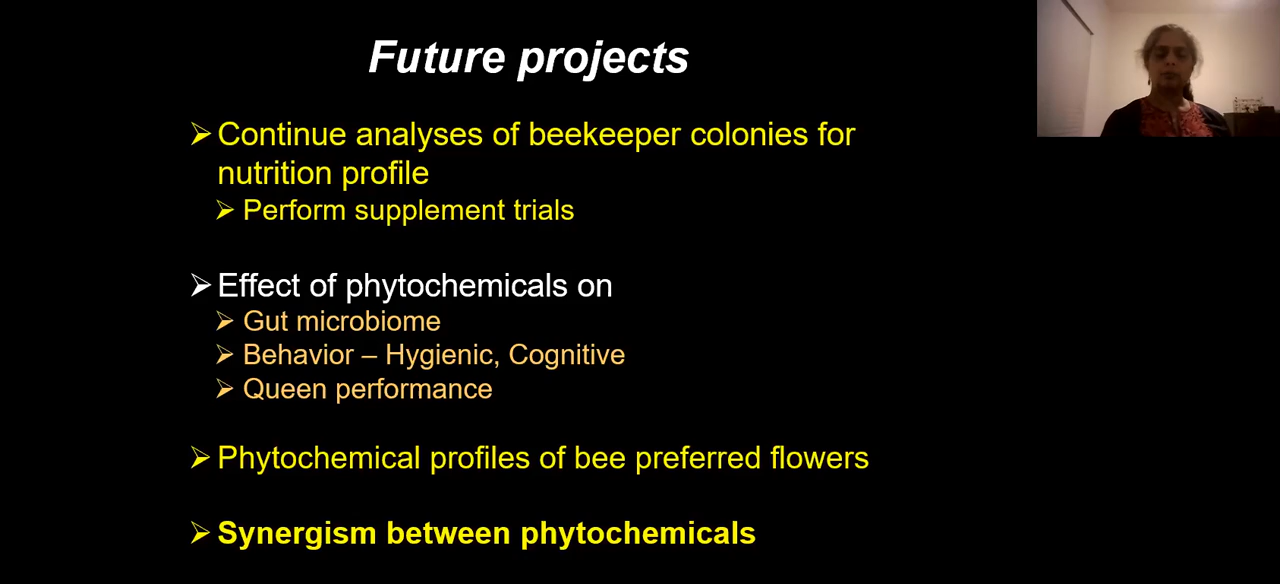 Future projects
➢ Continue analyses of beekeeper colonies for
nutrition profile
➢ Perform supplement trials
➢ Effect of phytochemicals on
➢ Gut microbiome
➢ Behavior – Hygienic, Cognitive
➢ Queen performance
➢ Phytochemical profiles of bee preferred flowers
➢ Synergism between phytochemicals